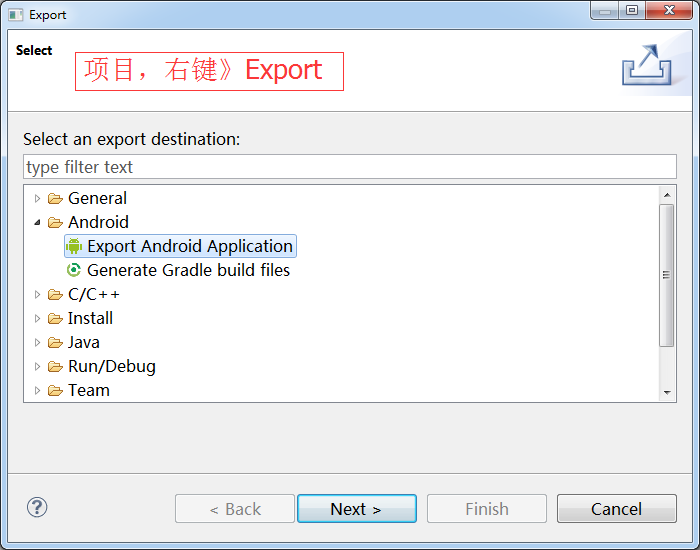 Export
Select
项目，右键》Export
Select an export destination:
type filter text
General
Android
Export Android Application
Generate Gradle build files
C/C++
Install
Java
Run/Debug
Team
?
< Back
Next >
Finish
Cancel